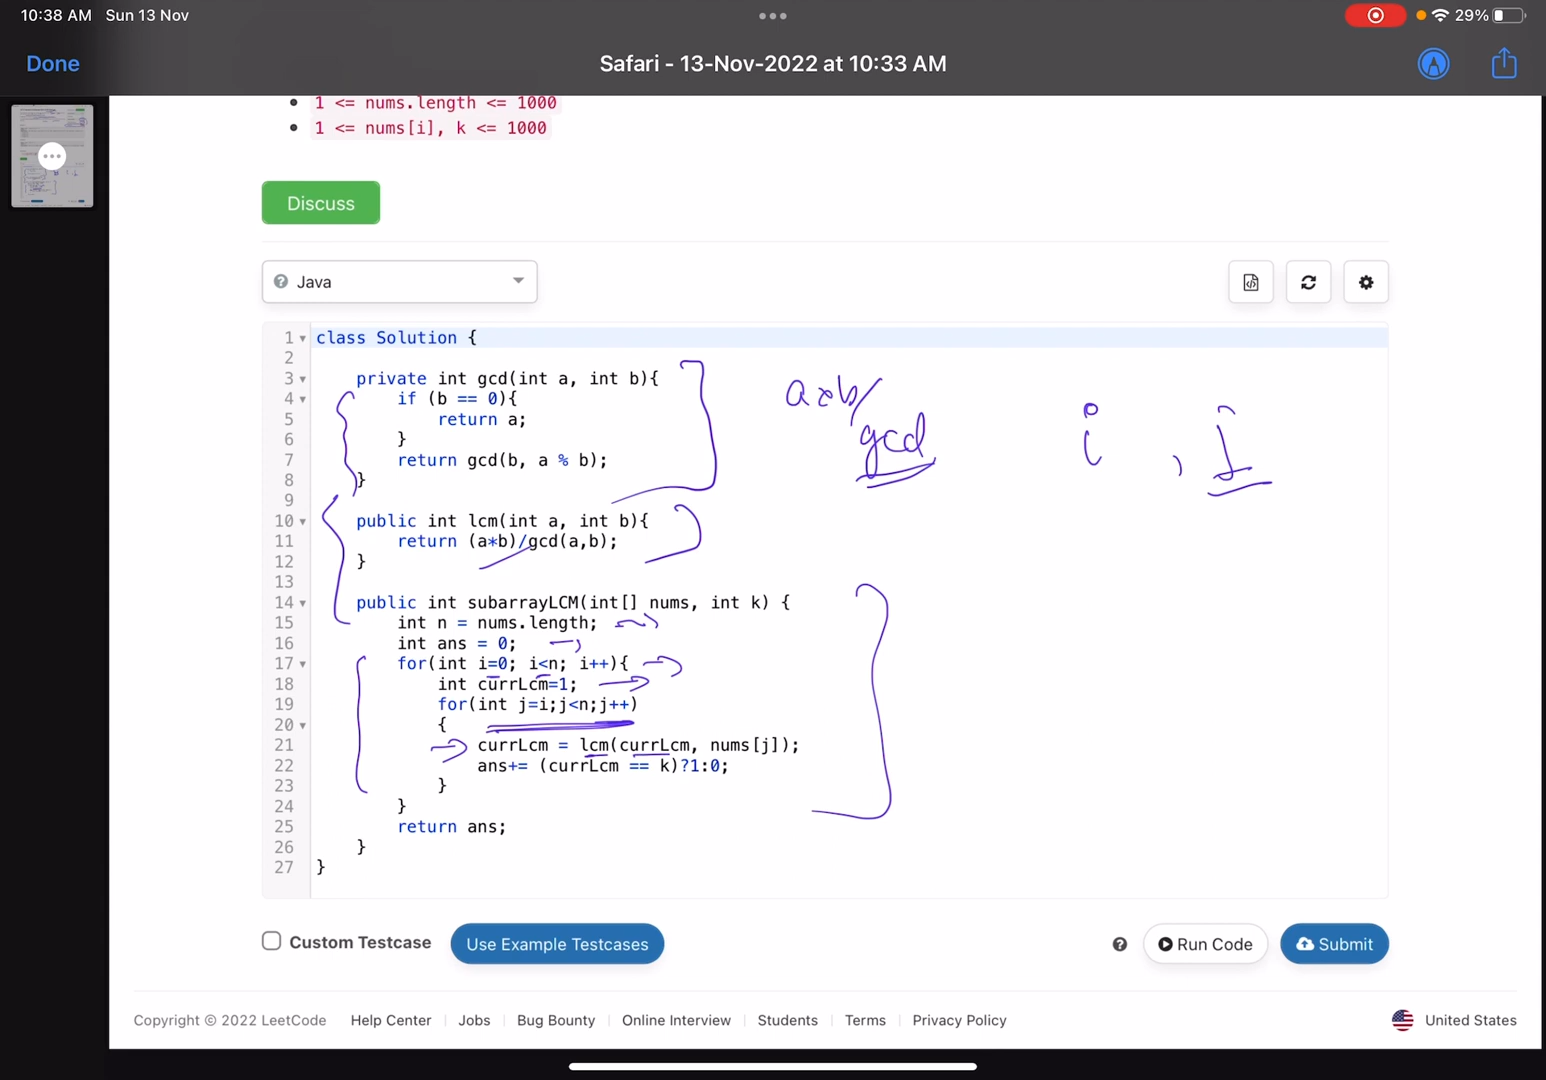 10:38 AM Sun 13 Nov
29%
Done
Safari - 13-Nov-2022 at 10:33 AM
1 <= nums.length <= 1000
1 <= nums[i], k <= 1000
Discuss
Java
1 class Solution {
2
3     private int gcd(int a, int b){
4         if (b == 0){
5             return a;
6         }
7         return gcd(b, a % b);
8     }
9
10     public int lcm(int a, int b){
11         return (a*b)/gcd(a,b);
12     }
13
14     public int subarrayLCM(int[] nums, int k) {
15         int n = nums.length;
16         int ans = 0;
17         for(int i=0; i<n; i++){
18             int currLcm=1;
19             for(int j=i;j<n;j++)
20             {
21                 currLcm = lcm(currLcm, nums[j]);
22                 ans+= (currLcm == k)?1:0;
23             }
24         }
25         return ans;
26     }
27 }
a*b/
gcd
i , j
Custom Testcase
Use Example Testcases
Run Code
Submit
Copyright © 2022 LeetCode Help Center Jobs Bug Bounty Online Interview Students Terms Privacy Policy United States